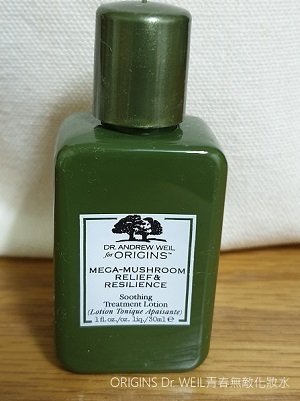 DR. ANDREW WEIL
for ORIGINS™
MEGA-MUSHROOM
RELIEF &
RESILIENCE
Soothing
Treatment Lotion
(Lotion Tonique Apaisante)
1 fl.oz./oz. liq./30ml ℮
ORIGINS Dr. WEIL青春無敵化妝水